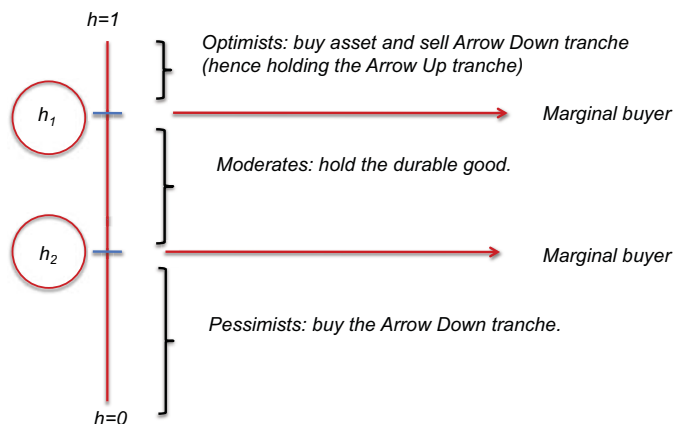 h=1
Optimists: buy asset and sell Arrow Down tranche
(hence holding the Arrow Up tranche)
h1
Marginal buyer
Moderates: hold the durable good.
h2
Marginal buyer
Pessimists: buy the Arrow Down tranche.
h=0